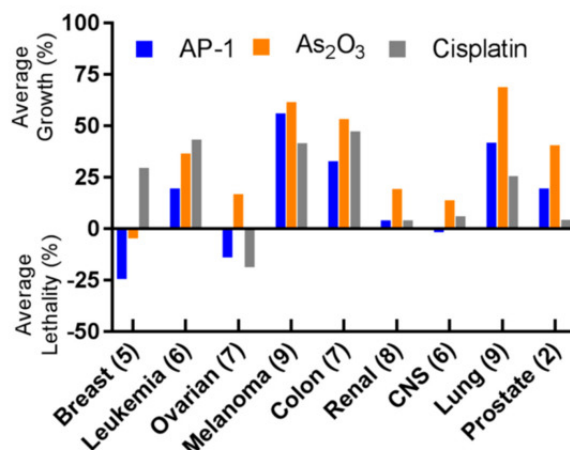 Average
Growth (%)
Average
Lethality (%)
100
75
50
25
0
-25
-50
AP-1
As₂O₃
Cisplatin
Breast (5)
Leukemia (6)
Ovarian (7)
Melanoma (9)
Colon (7)
Renal (8)
CNS (6)
Lung (9)
Prostate (2)